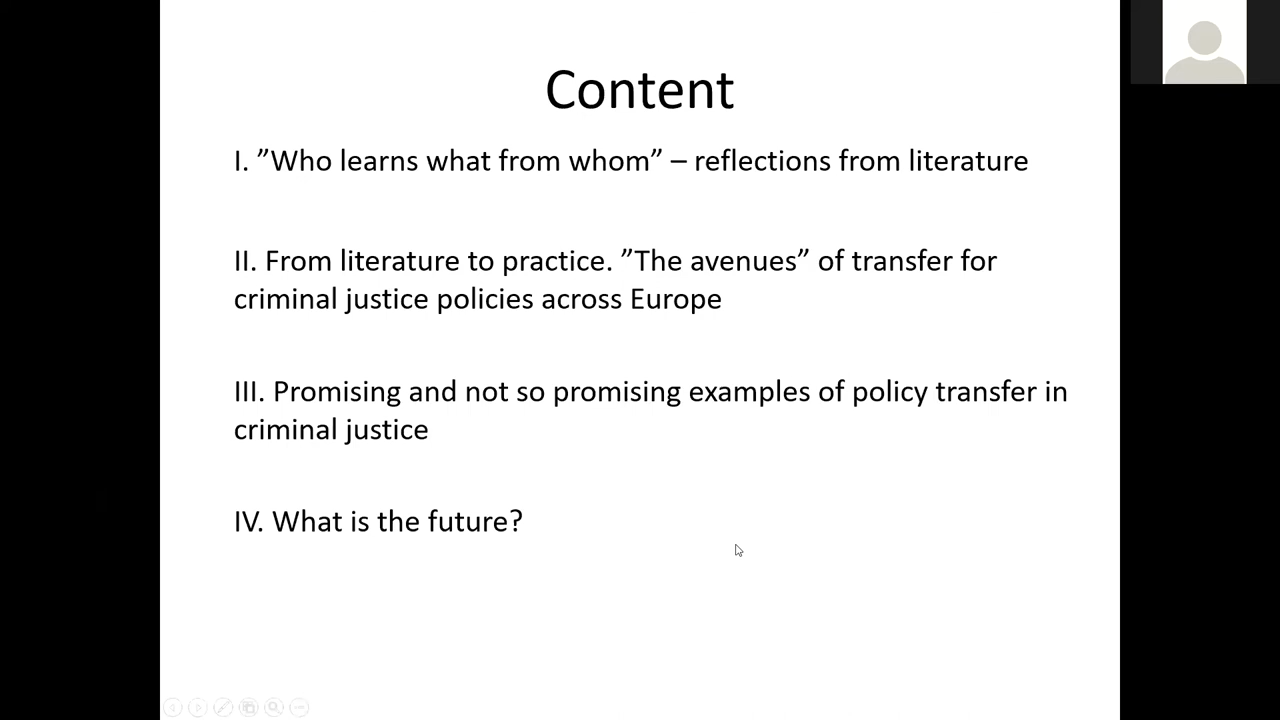 Content
I. ”Who learns what from whom” – reflections from literature
II. From literature to practice. ”The avenues” of transfer for
criminal justice policies across Europe
III. Promising and not so promising examples of policy transfer in
criminal justice
IV. What is the future?